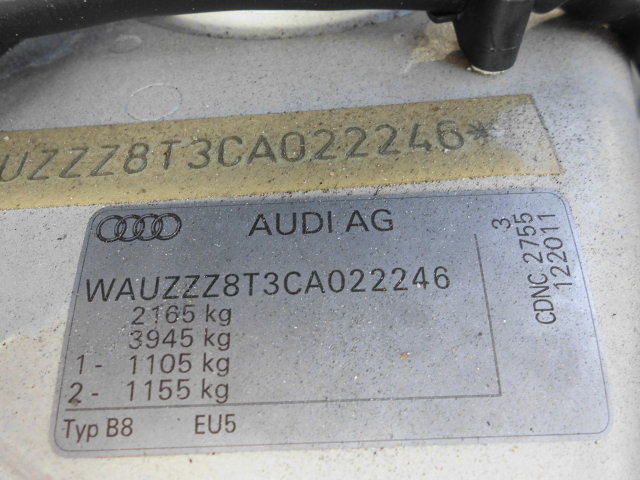 AUZZZ8T3CA022246*
AUDI AG
WAUZZZ8T3CA022246
2165 kg
3945 kg
1- 1105 kg
2- 1155 kg
Typ B8 EU5
3
CDNC 2755
122011